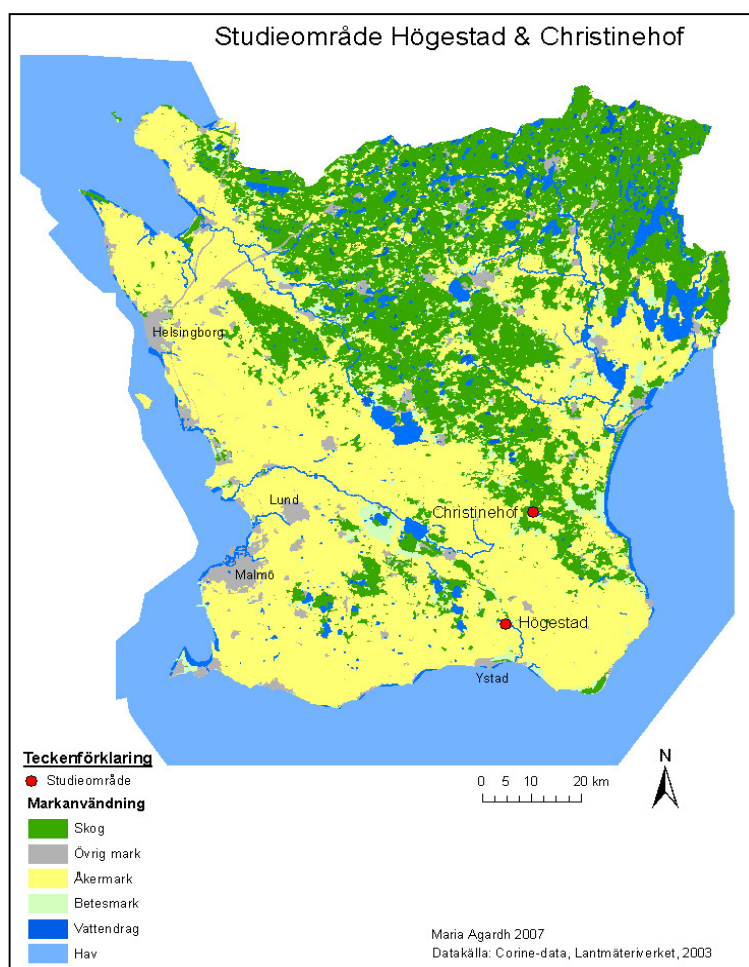 Studieområde Högestad & Christinehof
Helsingborg
Lund
Christinehof
Malmö
Högestad
Ystad
Teckenförklaring
Studieområde
Markanvändning
Skog
Övrig mark
Åkermark
Betesmark
Vattendrag
Hav
0 5 10 20 km
N
Maria Agardh 2007
Datakälla: Corine-data, Lantmäteriverket, 2003